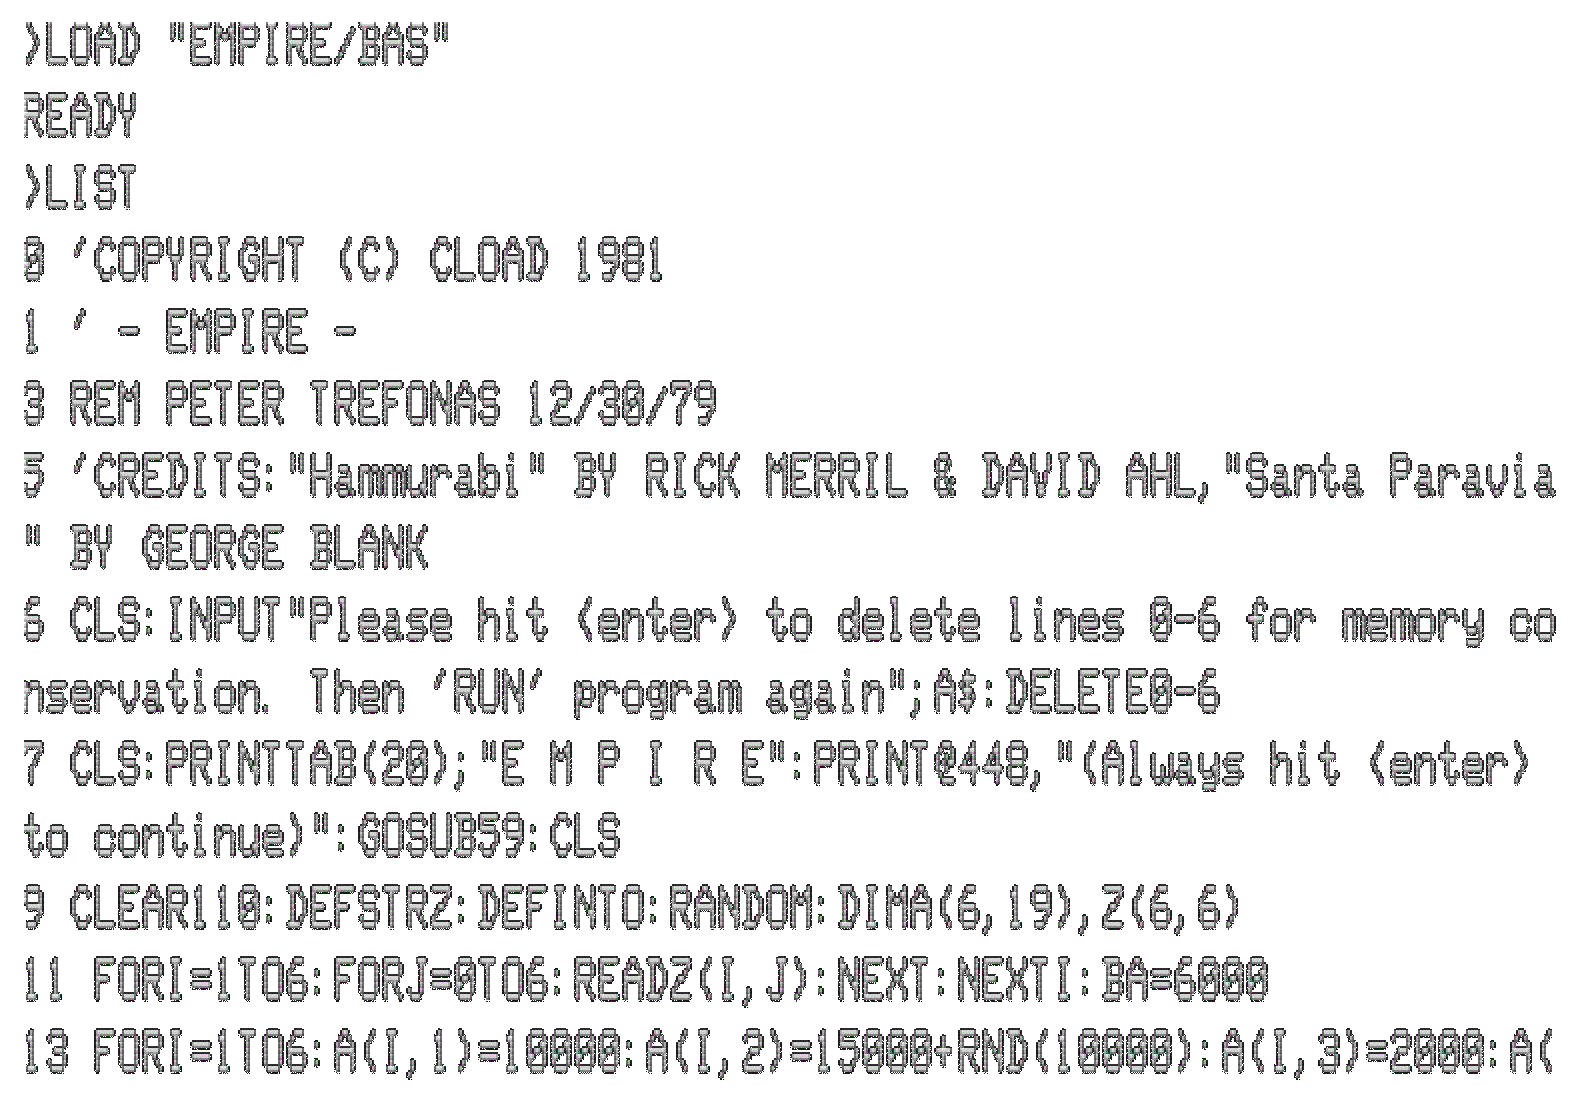 >LOAD "EMPIRE/BAS"
READY
>LIST
0 'COPYRIGHT (C) CLOAD 1981
1 ' - EMPIRE -
3 REM PETER TREFONAS 12/30/79
5 'CREDITS:"Hammurabi" BY RICK MERRIL & DAVID AHL,"Santa Paravia
" BY GEORGE BLANK
6 CLS:INPUT"Please hit <enter> to delete lines 0-6 for memory co
nservation.  Then 'RUN' program again";A$:DELETE0-6
7 CLS:PRINTTAB(20);"E M P I R E":PRINT@448,"(Always hit <enter>
to continue)":GOSUB59:CLS
9 CLEAR110:DEFSTRZ:DEFINTO:RANDOM:DIMA(6,19),Z(6,6)
11 FORI=1TO6:FORJ=0TO6:READZ(I,J):NEXT:NEXTI:BA=6000
13 FORI=1TO6:A(I,1)=10000:A(I,2)=15000+RND(10000):A(I,3)=2000:A(